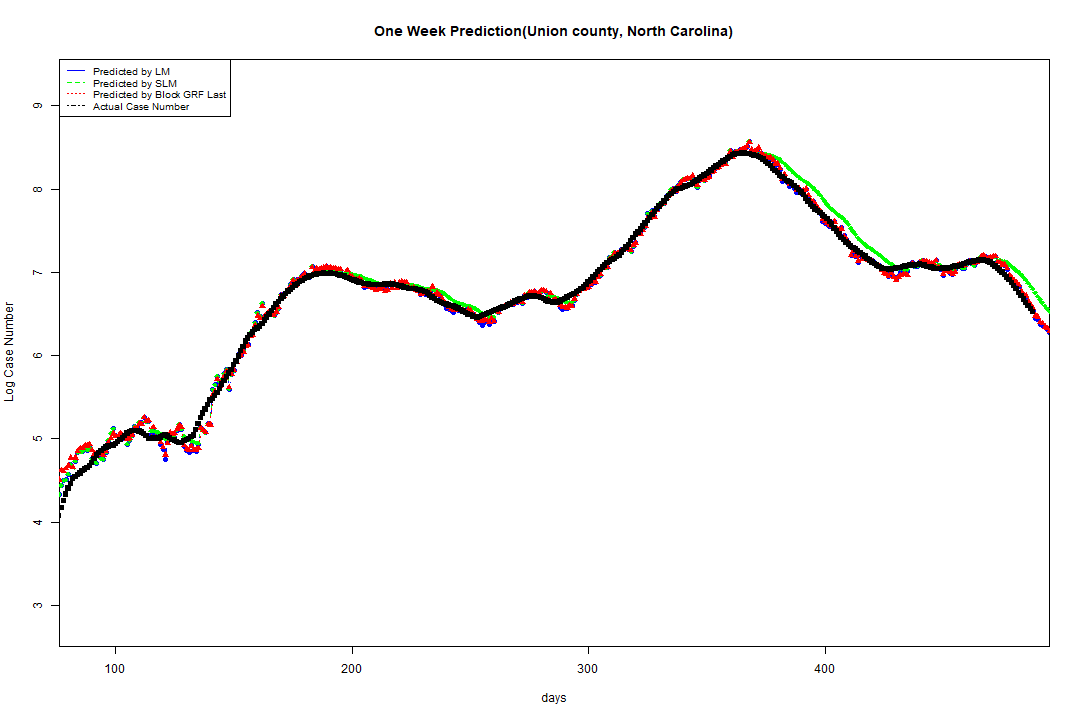 One Week Prediction(Union county, North Carolina)
Predicted by LM
Predicted by SLM
Predicted by Block GRF Last
Actual Case Number
9
8
7
6
5
4
3
Log Case Number
100 200 300 400
days